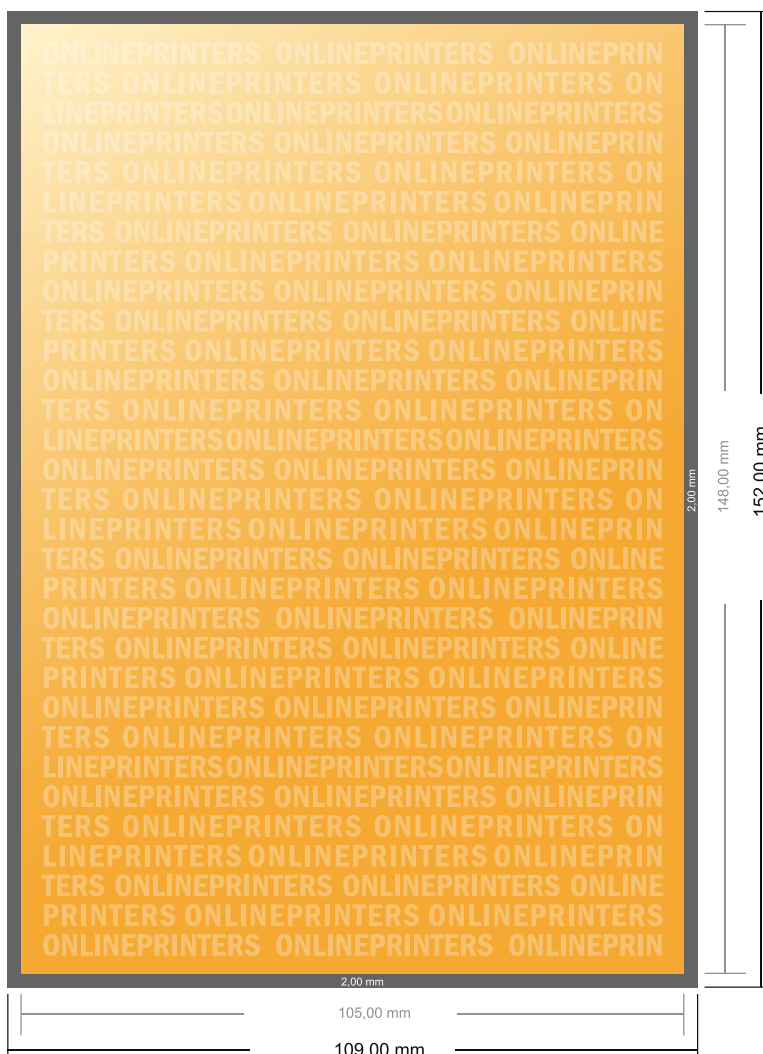 ONLINEPRINTERS ONLINEPRINTERS ONLINEPRIN
TERS ONLINEPRINTERS ONLINEPRINTERS ON
LINEPRINTERSONLINEPRINTERSONLINEPRINTERS
ONLINEPRINTERS ONLINEPRINTERS ONLINEPRIN
TERS ONLINEPRINTERS ONLINEPRINTERS ON
LINEPRINTERS ONLINEPRINTERS ONLINEPRIN
TERS ONLINEPRINTERS ONLINEPRINTERS ONLINE
PRINTERS ONLINEPRINTERS ONLINEPRINTERS
ONLINEPRINTERS ONLINEPRINTERS ONLINEPRIN
TERS ONLINEPRINTERS ONLINEPRINTERS ONLINE
PRINTERS ONLINEPRINTERS ONLINEPRINTERS
ONLINEPRINTERS ONLINEPRINTERS ONLINEPRIN
TERS ONLINEPRINTERS ONLINEPRINTERS ON
LINEPRINTERSONLINEPRINTERSONLINEPRINTERS
ONLINEPRINTERS ONLINEPRINTERS ONLINEPRIN
TERS ONLINEPRINTERS ONLINEPRINTERS ON
LINEPRINTERS ONLINEPRINTERS ONLINEPRIN
TERS ONLINEPRINTERS ONLINEPRINTERS ONLINE
PRINTERS ONLINEPRINTERS ONLINEPRINTERS
ONLINEPRINTERS ONLINEPRINTERS ONLINEPRIN
TERS ONLINEPRINTERS ONLINEPRINTERS ONLINE
PRINTERS ONLINEPRINTERS ONLINEPRINTERS
ONLINEPRINTERS ONLINEPRINTERS ONLINEPRIN
TERS ONLINEPRINTERS ONLINEPRINTERS ON
LINEPRINTERSONLINEPRINTERSONLINEPRINTERS
ONLINEPRINTERS ONLINEPRINTERS ONLINEPRIN
TERS ONLINEPRINTERS ONLINEPRINTERS ON
LINEPRINTERS ONLINEPRINTERS ONLINEPRIN
TERS ONLINEPRINTERS ONLINEPRINTERS ONLINE
PRINTERS ONLINEPRINTERS ONLINEPRINTERS
ONLINEPRINTERS ONLINEPRINTERS ONLINEPRIN
2,00 mm
148,00 mm
152,00 mm
2,00 mm
105,00 mm
109,00 mm